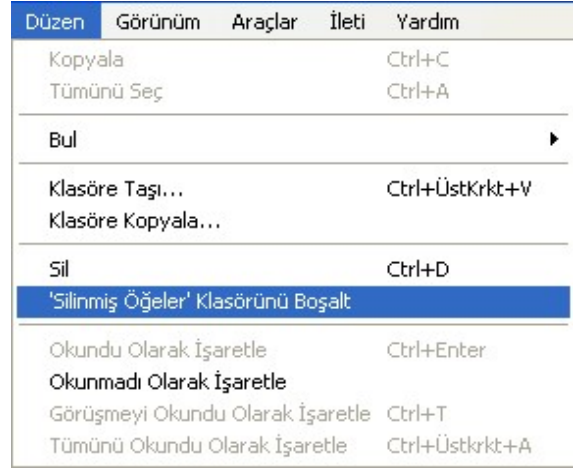 Düzen Görünüm Araçlar İleti Yardım
Kopyala Ctrl+C
Tümünü Seç Ctrl+A
Bul
Klasöre Taşı... Ctrl+ÜstKrkt+V
Klasöre Kopyala...
Sil Ctrl+D
'Silinmiş Öğeler' Klasörünü Boşalt
Okundu Olarak İşaretle Ctrl+Enter
Okunmadı Olarak İşaretle
Görüşmeyi Okundu Olarak İşaretle Ctrl+T
Tümünü Okundu Olarak İşaretle Ctrl+Üstkrkt+A